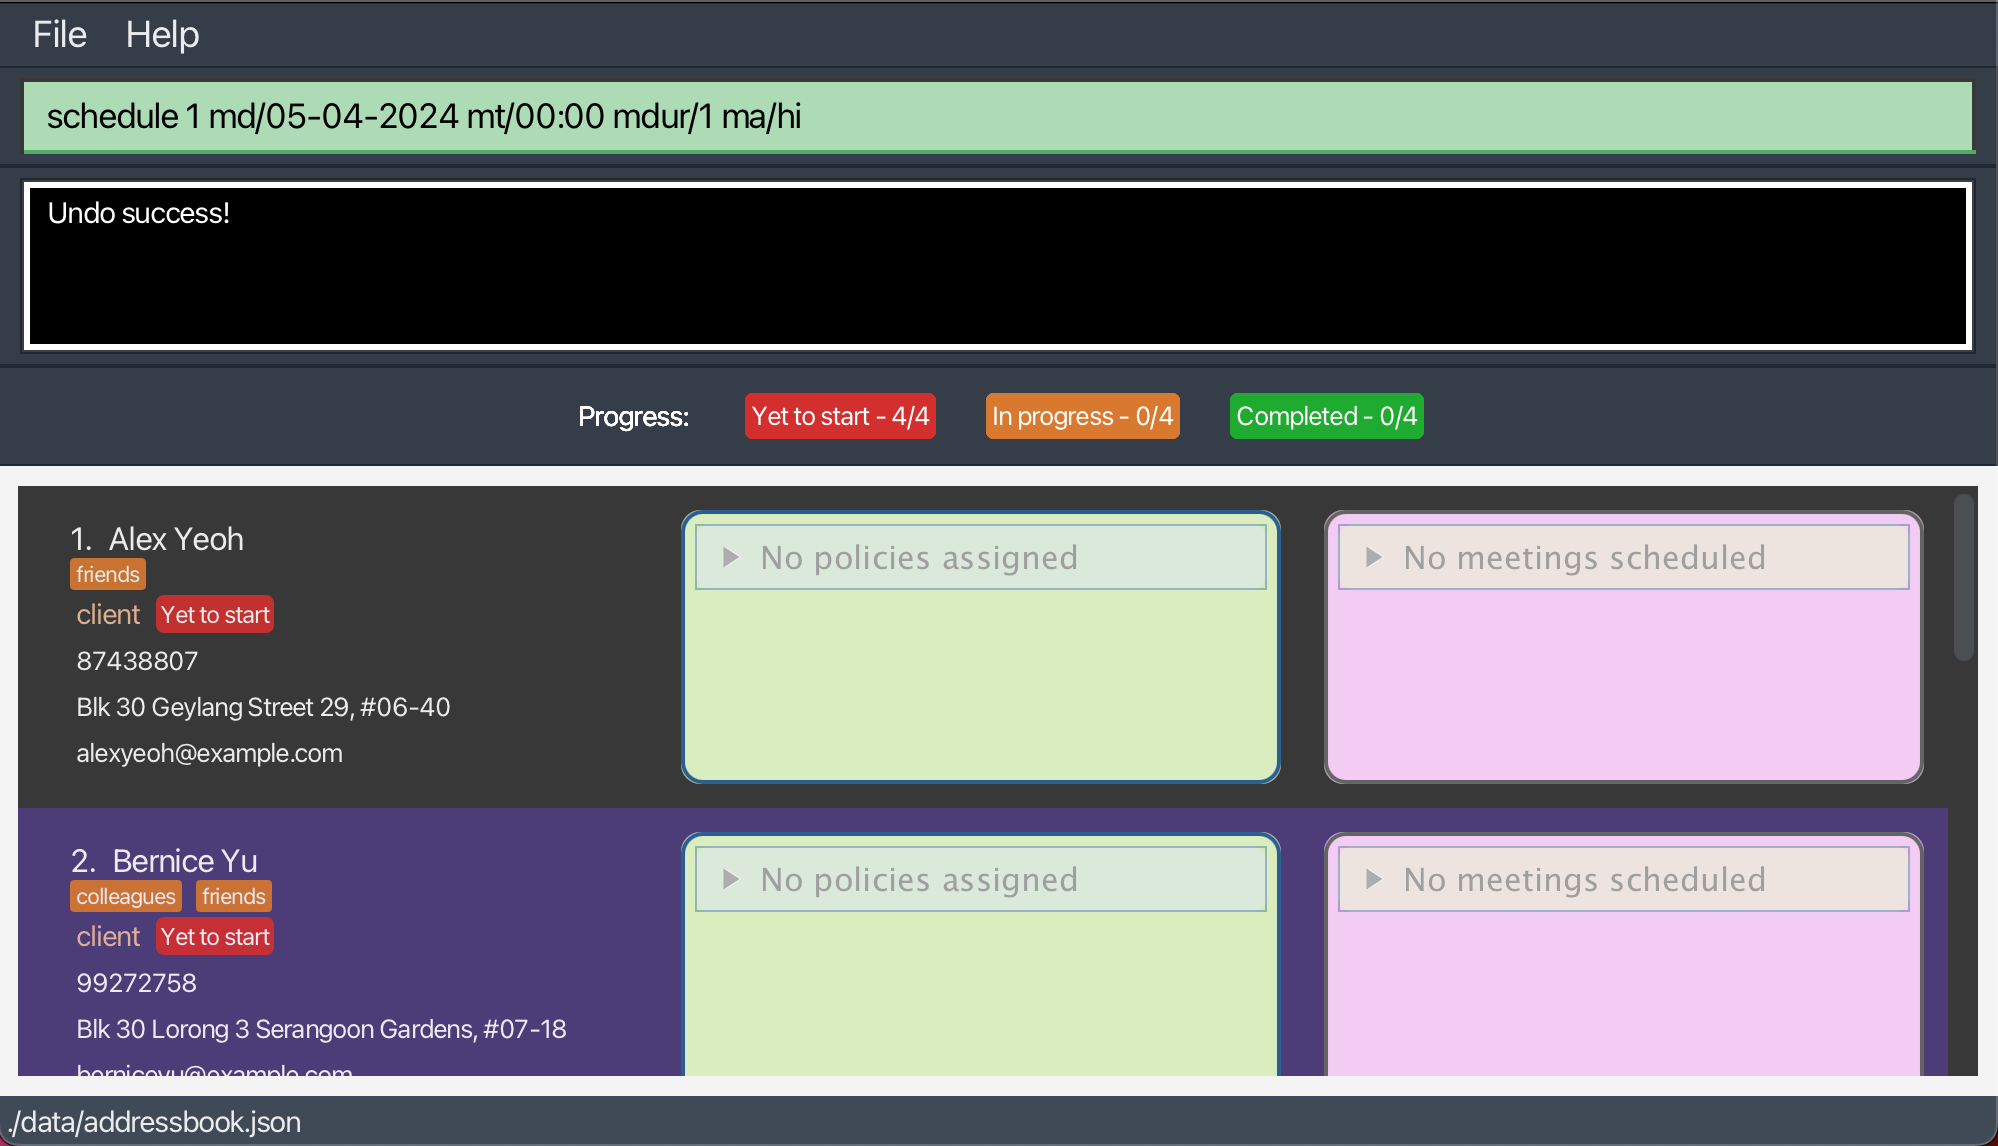 File Help
schedule 1 md/05-04-2024 mt/00:00 mdur/1 ma/hi
Undo success!
Progress: Yet to start - 4/4 In progress - 0/4 Completed - 0/4
1. Alex Yeoh
friends
client Yet to start
87438807
Blk 30 Geylang Street 29, #06-40
alexyeoh@example.com
No policies assigned
No meetings scheduled
2. Bernice Yu
colleagues friends
client Yet to start
99272758
Blk 30 Lorong 3 Serangoon Gardens, #07-18
berniceyu@example.com
No policies assigned
No meetings scheduled
./data/addressbook.json